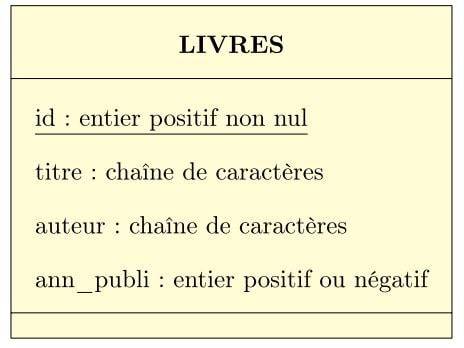 LIVRES
id : entier positif non nul
titre : chaîne de caractères
auteur : chaîne de caractères
ann_publi : entier positif ou négatif